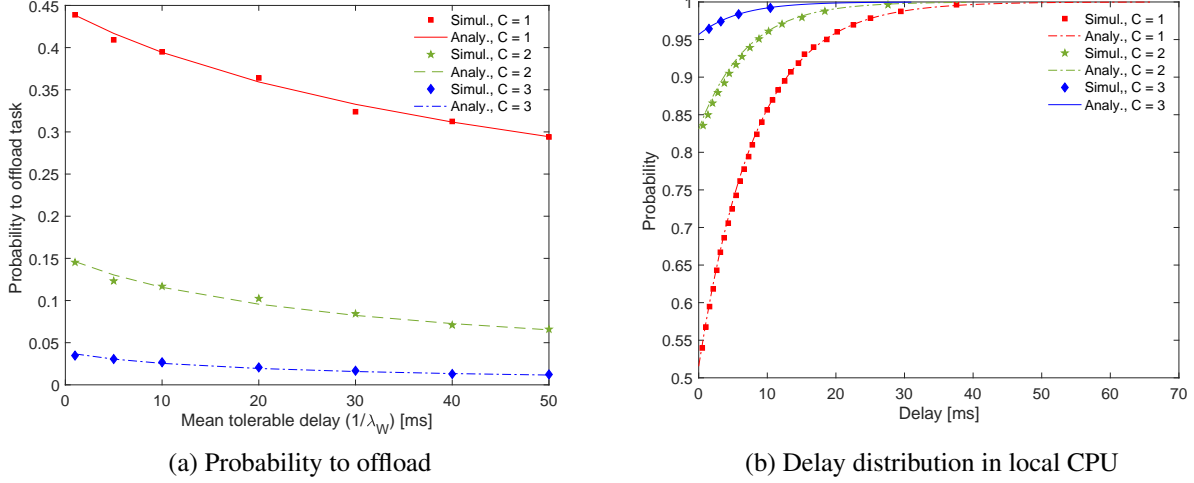 0.45
0.4
0.35
0.3
0.25
0.2
0.15
0.1
0.05
0
0 10 20 30 40 50
Probability to offload task
Mean tolerable delay (1/λ_W) [ms]
Simul., C = 1
Analy., C = 1
Simul., C = 2
Analy., C = 2
Simul., C = 3
Analy., C = 3
(a) Probability to offload
1
0.95
0.9
0.85
0.8
0.75
0.7
0.65
0.6
0.55
0.5
0 10 20 30 40 50 60 70
Probability
Delay [ms]
Simul., C = 1
Analy., C = 1
Simul., C = 2
Analy., C = 2
Simul,, C = 3
Analy., C = 3
(b) Delay distribution in local CPU